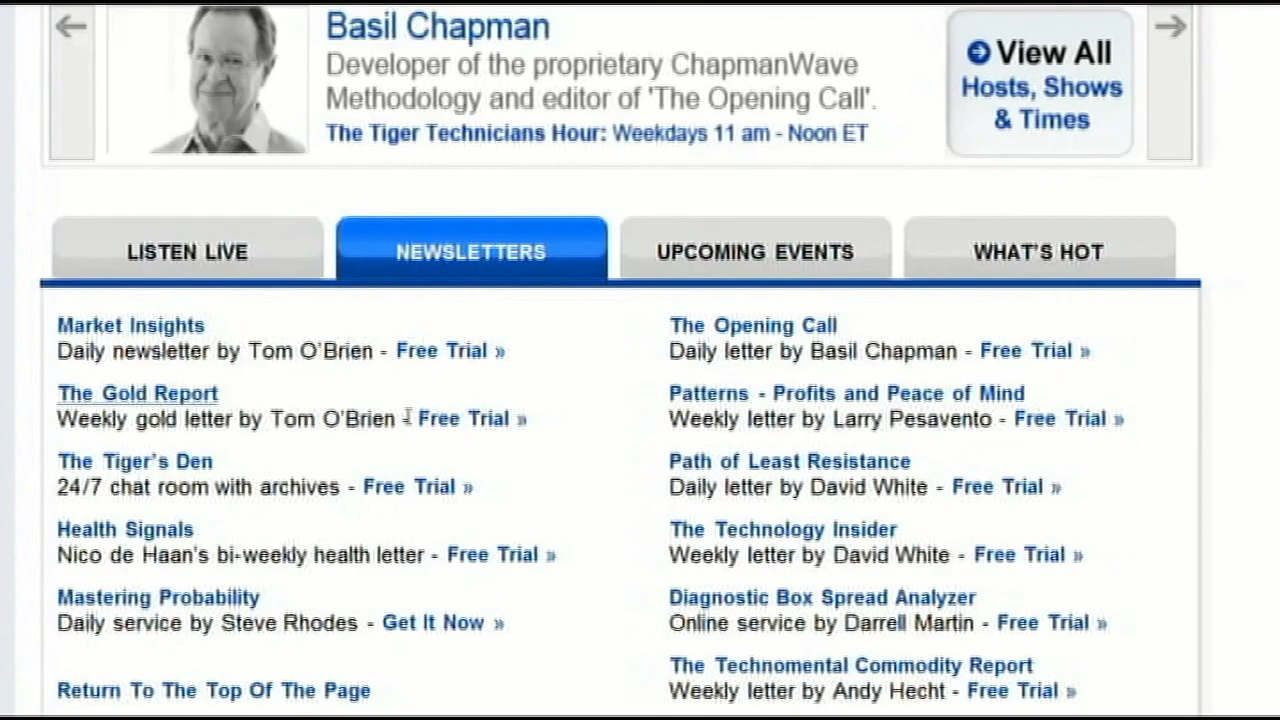 Basil Chapman
Developer of the proprietary ChapmanWave
Methodology and editor of 'The Opening Call'.
The Tiger Technicians Hour: Weekdays 11 am - Noon ET
View All
Hosts, Shows
& Times
LISTEN LIVE
NEWSLETTERS
UPCOMING EVENTS
WHAT'S HOT
Market Insights
Daily newsletter by Tom O'Brien - Free Trial »
The Gold Report
Weekly gold letter by Tom O'Brien - Free Trial »
The Tiger's Den
24/7 chat room with archives - Free Trial »
Health Signals
Nico de Haan's bi-weekly health letter - Free Trial »
Mastering Probability
Daily service by Steve Rhodes - Get It Now »
Return To The Top Of The Page
The Opening Call
Daily letter by Basil Chapman - Free Trial »
Patterns - Profits and Peace of Mind
Weekly letter by Larry Pesavento - Free Trial »
Path of Least Resistance
Daily letter by David White - Free Trial »
The Technology Insider
Weekly letter by David White - Free Trial »
Diagnostic Box Spread Analyzer
Online service by Darrell Martin - Free Trial »
The Technomental Commodity Report
Weekly letter by Andy Hecht - Free Trial »